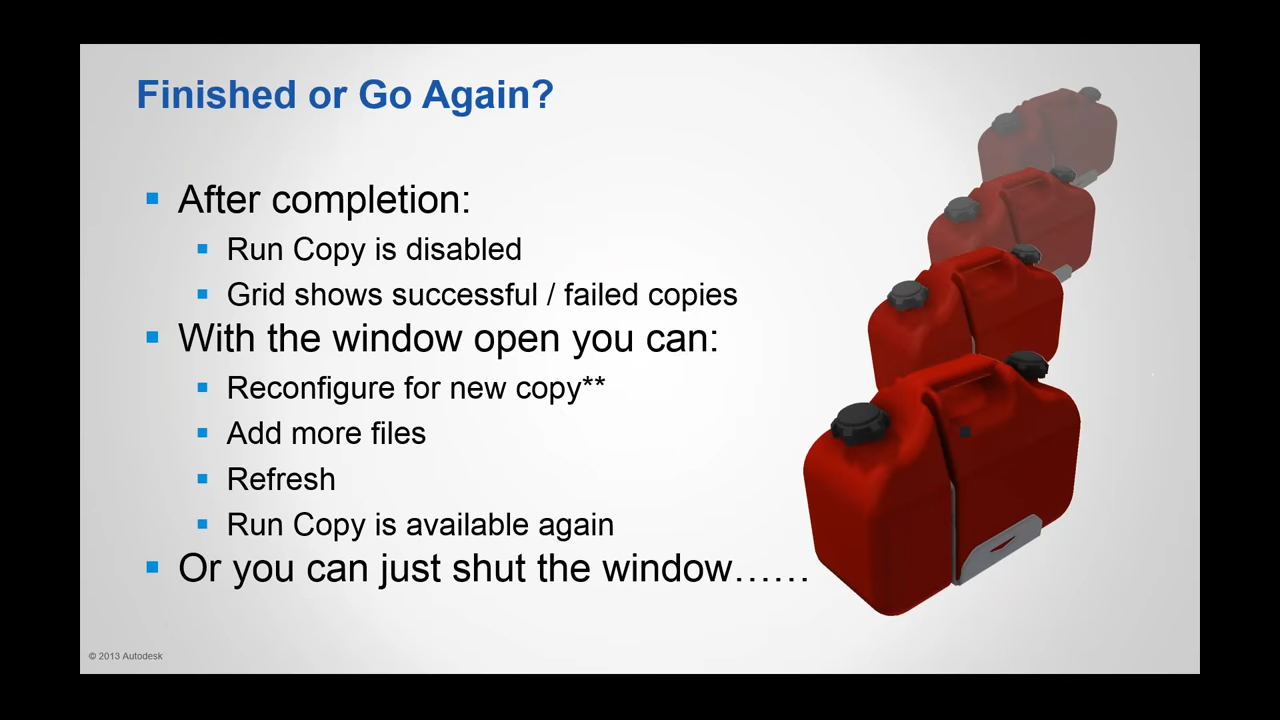 Finished or Go Again?
After completion:
Run Copy is disabled
Grid shows successful / failed copies
With the window open you can:
Reconfigure for new copy**
Add more files
Refresh
Run Copy is available again
Or you can just shut the window……
© 2013 Autodesk